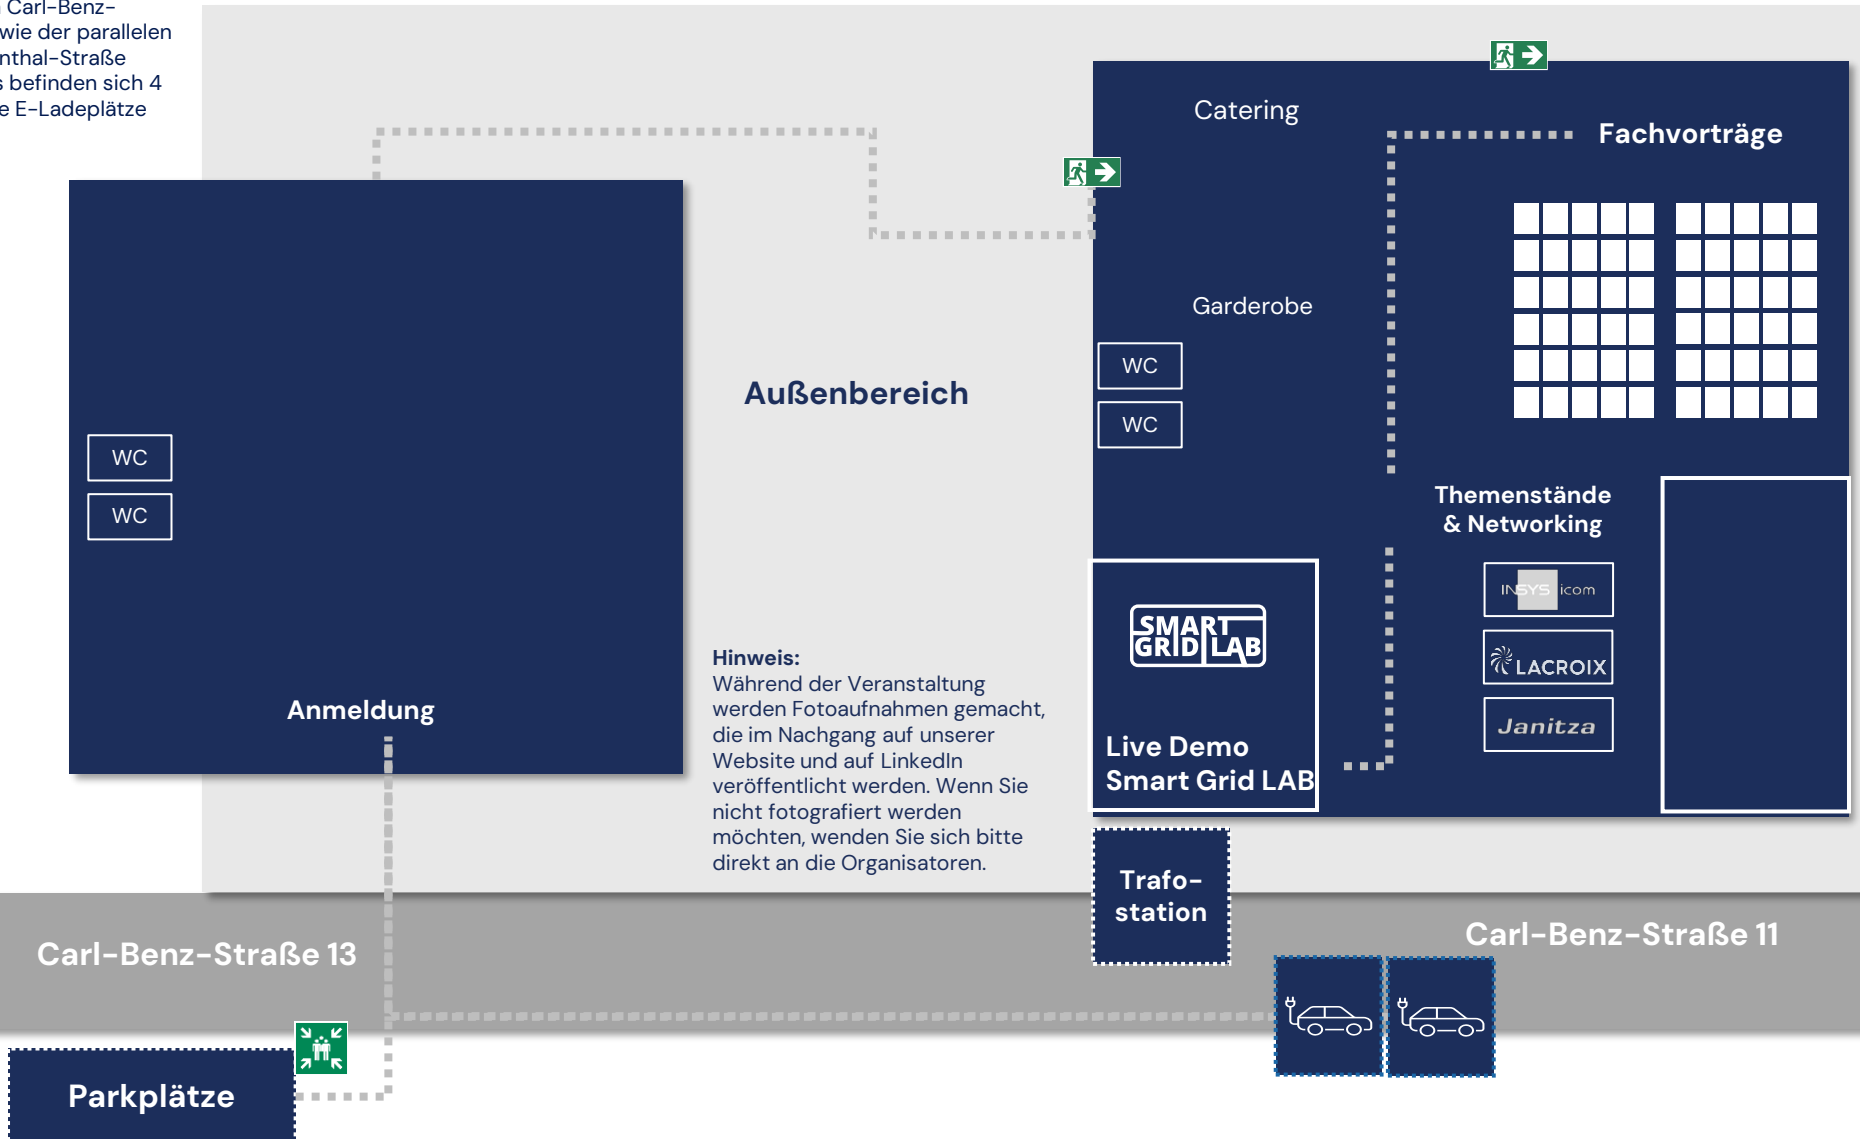 Carl-Benz-
wie der parallelen
nthal-Straße
s befinden sich 4
e E-Ladeplätze
Catering
Fachvorträge
Garderobe
WC
WC
Außenbereich
WC
WC
Themenstände
& Networking
INSYS icom
SMART
GRID LAB
LACROIX
Hinweis:
Während der Veranstaltung
werden Fotoaufnahmen gemacht,
die im Nachgang auf unserer
Website und auf LinkedIn
veröffentlicht werden. Wenn Sie
nicht fotografiert werden
möchten, wenden Sie sich bitte
direkt an die Organisatoren.
Anmeldung
Janitza
Live Demo
Smart Grid LAB
Trafo-
station
Carl-Benz-Straße 13
Carl-Benz-Straße 11
Parkplätze